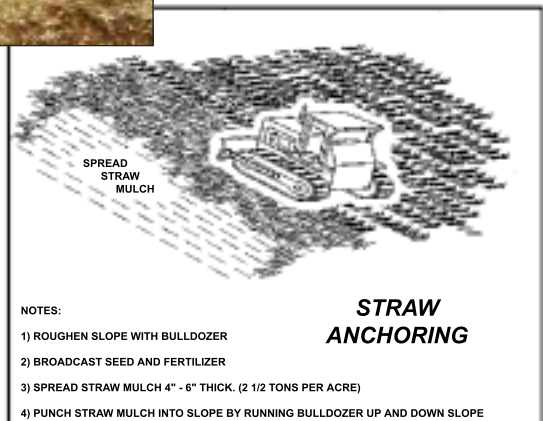 SPREAD
STRAW
MULCH
STRAW
ANCHORING
NOTES:
1) ROUGHEN SLOPE WITH BULLDOZER
2) BROADCAST SEED AND FERTILIZER
3) SPREAD STRAW MULCH 4" - 6" THICK. (2 1/2 TONS PER ACRE)
4) PUNCH STRAW MULCH INTO SLOPE BY RUNNING BULLDOZER UP AND DOWN SLOPE